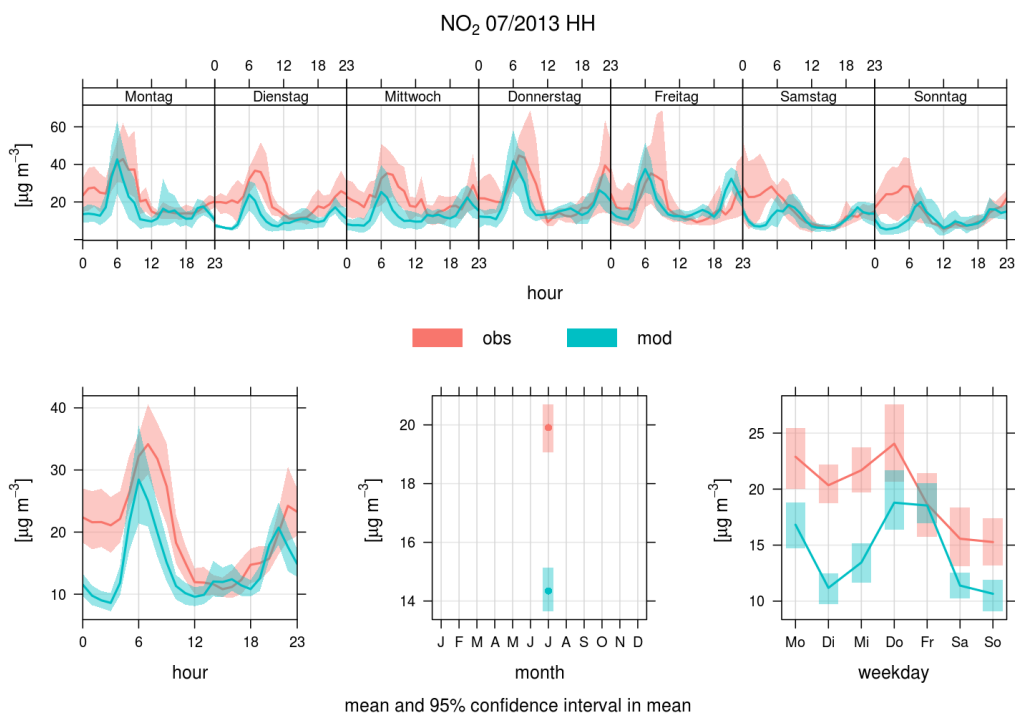 NO₂ 07/2013 HH
0 6 12 18 23 0 6 12 18 23 0 6 12 18 23
Montag Dienstag Mittwoch Donnerstag Freitag Samstag Sonntag
60
40
20
[µg m⁻³]
0 6 12 18 23 0 6 12 18 23 0 6 12 18 23 0 6 12 18 23
hour
obs mod
40
30
20
10
[µg m⁻³]
0 6 12 18 23
hour
20
18
16
14
[µg m⁻³]
J F M A M J J A S O N D
month
25
20
15
10
[µg m⁻³]
Mo Di Mi Do Fr Sa So
weekday
mean and 95% confidence interval in mean